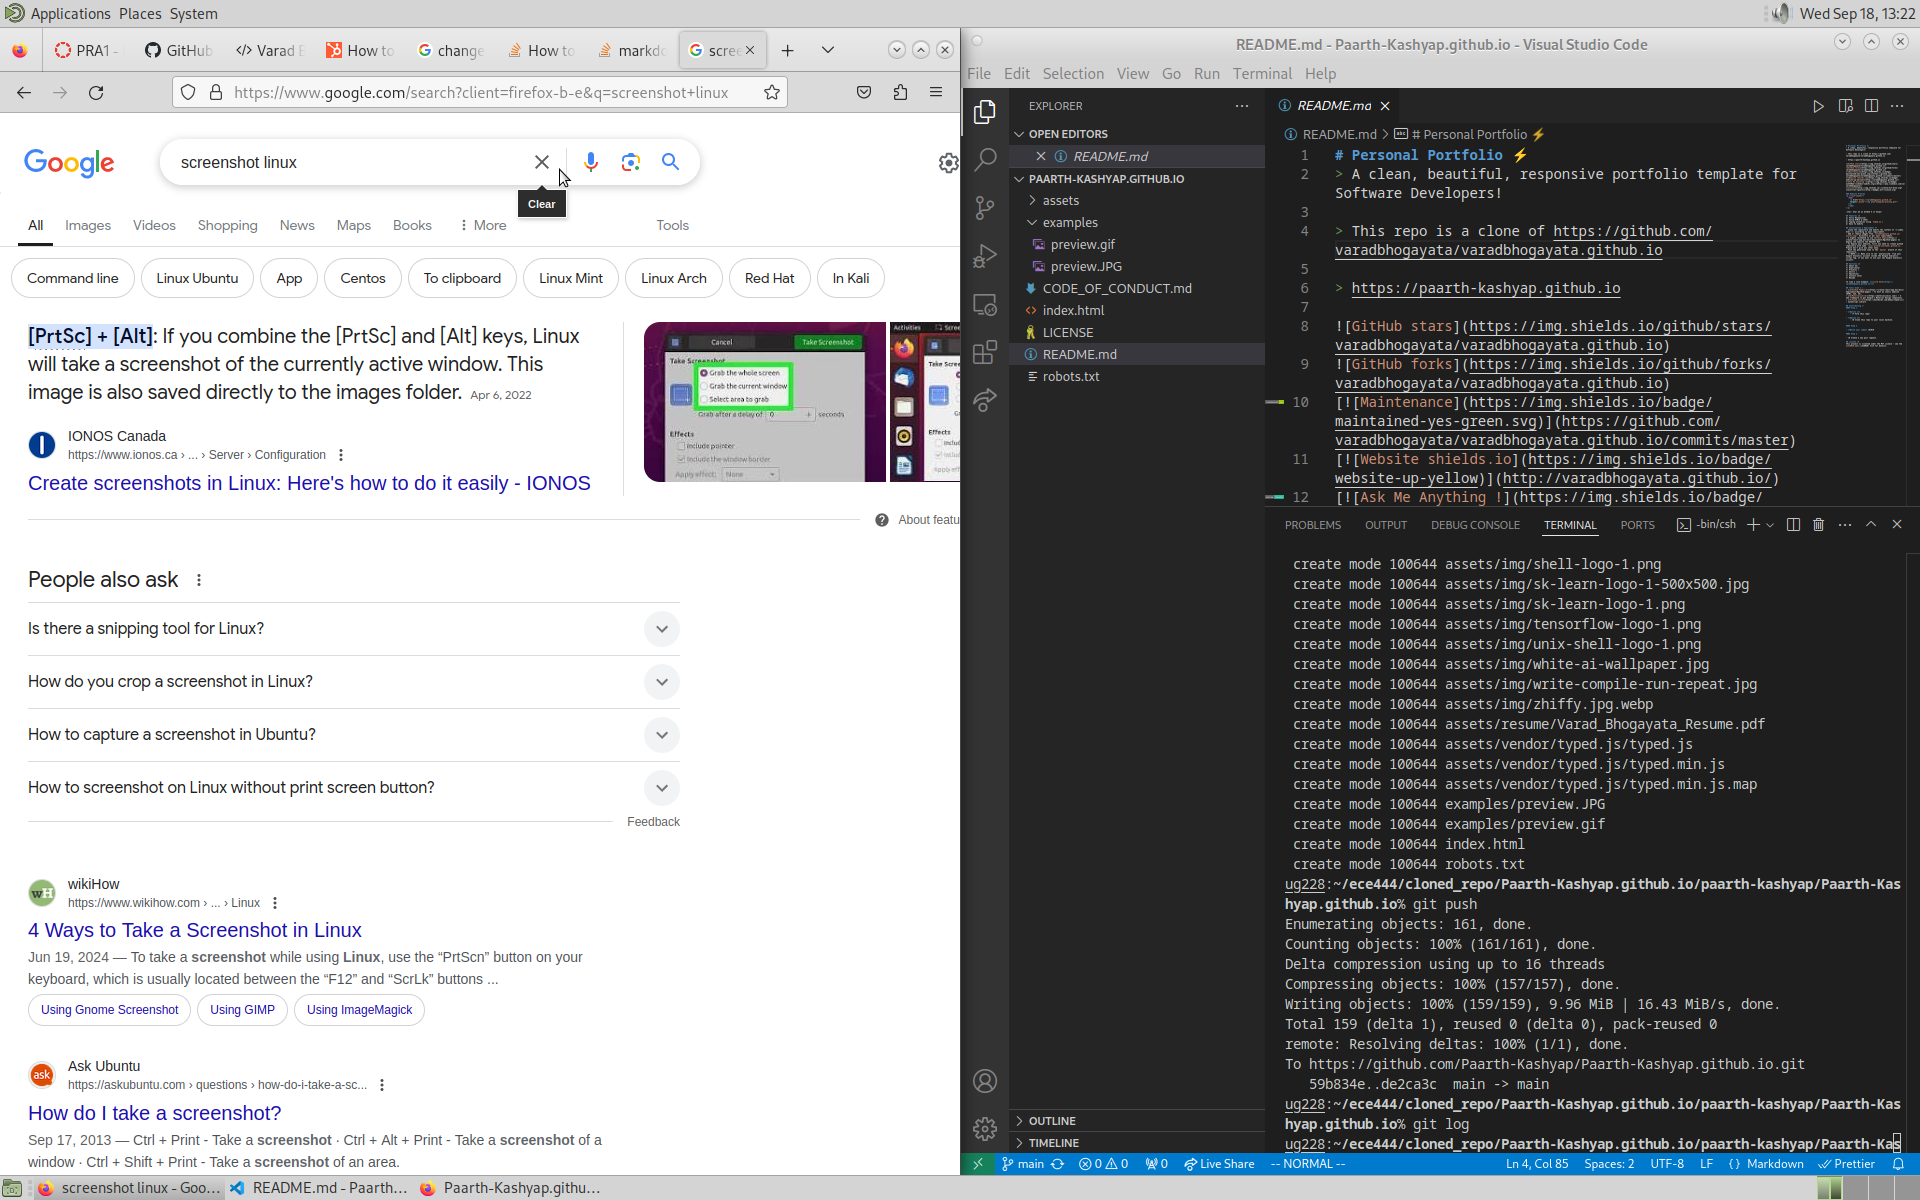 Applications Places System
Wed Sep 18, 13:22
PRA1 -
GitHub
Varad
How to
change
How to
markdo
scre
https://www.google.com/search?client=firefox-b-e&q=screenshot+linux
Google
screenshot linux
Clear
All Images Videos Shopping News Maps Books More Tools
Command line
Linux Ubuntu
App
Centos
To clipboard
Linux Mint
Linux Arch
Red Hat
In Kali
[PrtSc] + [Alt]: If you combine the [PrtSc] and [Alt] keys, Linux
will take a screenshot of the currently active window. This
image is also saved directly to the images folder. Apr 6, 2022
IONOS Canada
https://www.ionos.ca › ... › Server › Configuration
Create screenshots in Linux: Here's how to do it easily - IONOS
Cancel
Take Screenshot
Take Screenshot
Grab the whole screen
Grab the current window
Select area to grab
Grab after a delay of: 0 + seconds
Effects
Include pointer
Include the window border
Apply effect: None
Activities
About featu
People also ask
Is there a snipping tool for Linux?
How do you crop a screenshot in Linux?
How to capture a screenshot in Ubuntu?
How to screenshot on Linux without print screen button?
Feedback
wikiHow
https://www.wikihow.com › ... › Linux
4 Ways to Take a Screenshot in Linux
Jun 19, 2024 — To take a screenshot while using Linux, use the “PrtScn” button on your
keyboard, which is usually located between the “F12” and “ScrLk” buttons ...
Using Gnome Screenshot
Using GIMP
Using ImageMagick
Ask Ubuntu
https://askubuntu.com › questions › how-do-i-take-a-sc...
How do I take a screenshot?
Sep 17, 2013 — Ctrl + Print - Take a screenshot · Ctrl + Alt + Print - Take a screenshot of a
window · Ctrl + Shift + Print - Take a screenshot of an area.
README.md - Paarth-Kashyap.github.io - Visual Studio Code
File Edit Selection View Go Run Terminal Help
EXPLORER
OPEN EDITORS
README.md
PAARTH-KASHYAP.GITHUB.IO
assets
examples
preview.gif
preview.JPG
CODE_OF_CONDUCT.md
index.html
LICENSE
README.md
robots.txt
OUTLINE
TIMELINE
README.md
README.md > # Personal Portfolio ⚡
1 # Personal Portfolio ⚡
2 > A clean, beautiful, responsive portfolio template for
Software Developers!
3
4 > This repo is a clone of https://github.com/
varadbhogayata/varadbhogayata.github.io
5
6 > https://paarth-kashyap.github.io
7
8 ![GitHub stars](https://img.shields.io/github/stars/
varadbhogayata/varadbhogayata.github.io)
9 ![GitHub forks](https://img.shields.io/github/forks/
varadbhogayata/varadbhogayata.github.io)
10 [![Maintenance](https://img.shields.io/badge/
maintained-yes-green.svg)](https://github.com/
varadbhogayata/varadbhogayata.github.io/commits/master)
11 [![Website shields.io](https://img.shields.io/badge/
website-up-yellow)](http://varadbhogayata.github.io/)
12 [![Ask Me Anything !](https://img.shields.io/badge/
PROBLEMS OUTPUT DEBUG CONSOLE TERMINAL PORTS
-bin/csh
create mode 100644 assets/img/shell-logo-1.png
create mode 100644 assets/img/sk-learn-logo-1-500x500.jpg
create mode 100644 assets/img/sk-learn-logo-1.png
create mode 100644 assets/img/tensorflow-logo-1.png
create mode 100644 assets/img/unix-shell-logo-1.png
create mode 100644 assets/img/white-ai-wallpaper.jpg
create mode 100644 assets/img/write-compile-run-repeat.jpg
create mode 100644 assets/img/zhiffy.jpg.webp
create mode 100644 assets/resume/Varad_Bhogayata_Resume.pdf
create mode 100644 assets/vendor/typed.js/typed.js
create mode 100644 assets/vendor/typed.js/typed.min.js
create mode 100644 assets/vendor/typed.js/typed.min.js.map
create mode 100644 examples/preview.JPG
create mode 100644 examples/preview.gif
create mode 100644 index.html
create mode 100644 robots.txt
ug228:~/ece444/cloned_repo/Paarth-Kashyap.github.io/paarth-kashyap/Paarth-Kas
hyap.github.io% git push
Enumerating objects: 161, done.
Counting objects: 100% (161/161), done.
Delta compression using up to 16 threads
Compressing objects: 100% (157/157), done.
Writing objects: 100% (159/159), 9.96 MiB | 16.43 MiB/s, done.
Total 159 (delta 1), reused 0 (delta 0), pack-reused 0
remote: Resolving deltas: 100% (1/1), done.
To https://github.com/Paarth-Kashyap/Paarth-Kashyap.github.io.git
59b834e..de2ca3c main -> main
ug228:~/ece444/cloned_repo/Paarth-Kashyap.github.io/paarth-kashyap/Paarth-Kas
hyap.github.io% git log
ug228:~/ece444/cloned_repo/Paarth-Kashyap.github.io/paarth-kashyap/Paarth-Kas
main 0 0 0 Live Share -- NORMAL -- Ln 4, Col 85 Spaces: 2 UTF-8 LF {} Markdown Prettier
screenshot linux - Goo...
README.md - Paarth...
Paarth-Kashyap.githu...